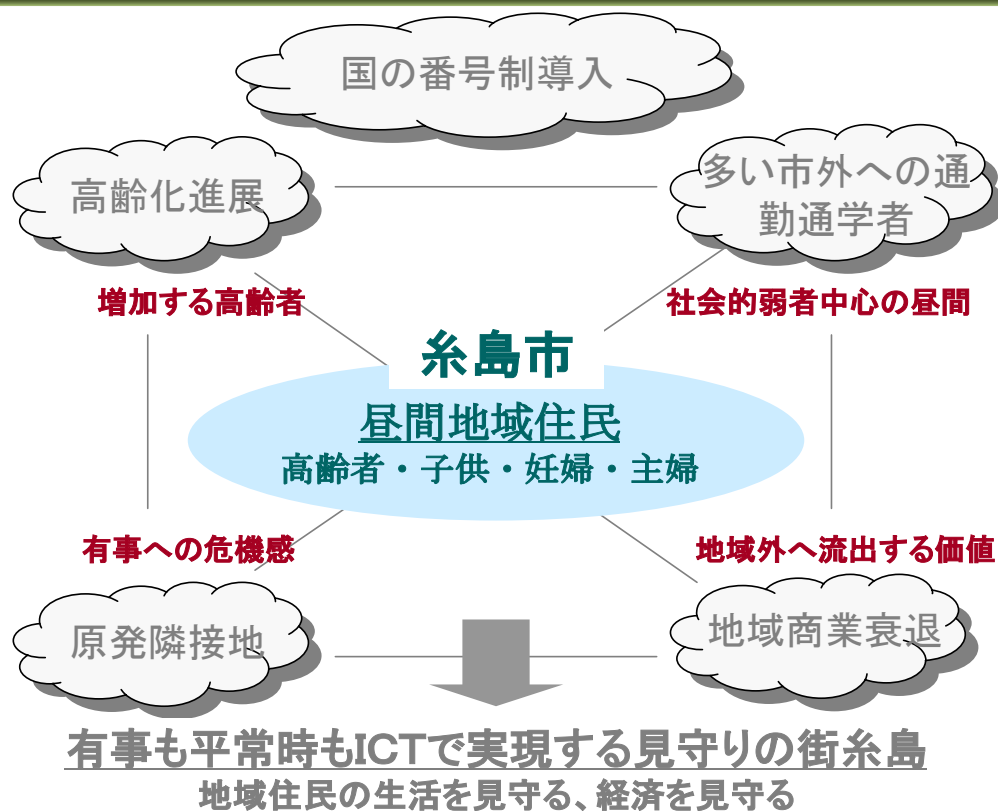 国の番号制導入
高齢化進展
多い市外への通
勤通学者
増加する高齢者
社会的弱者中心の昼間
糸島市
昼間地域住民
高齢者・子供・妊婦・主婦
有事への危機感
地域外へ流出する価値
原発隣接地
地域商業衰退
有事も平常時もICTで実現する見守りの街糸島
地域住民の生活を見守る、経済を見守る